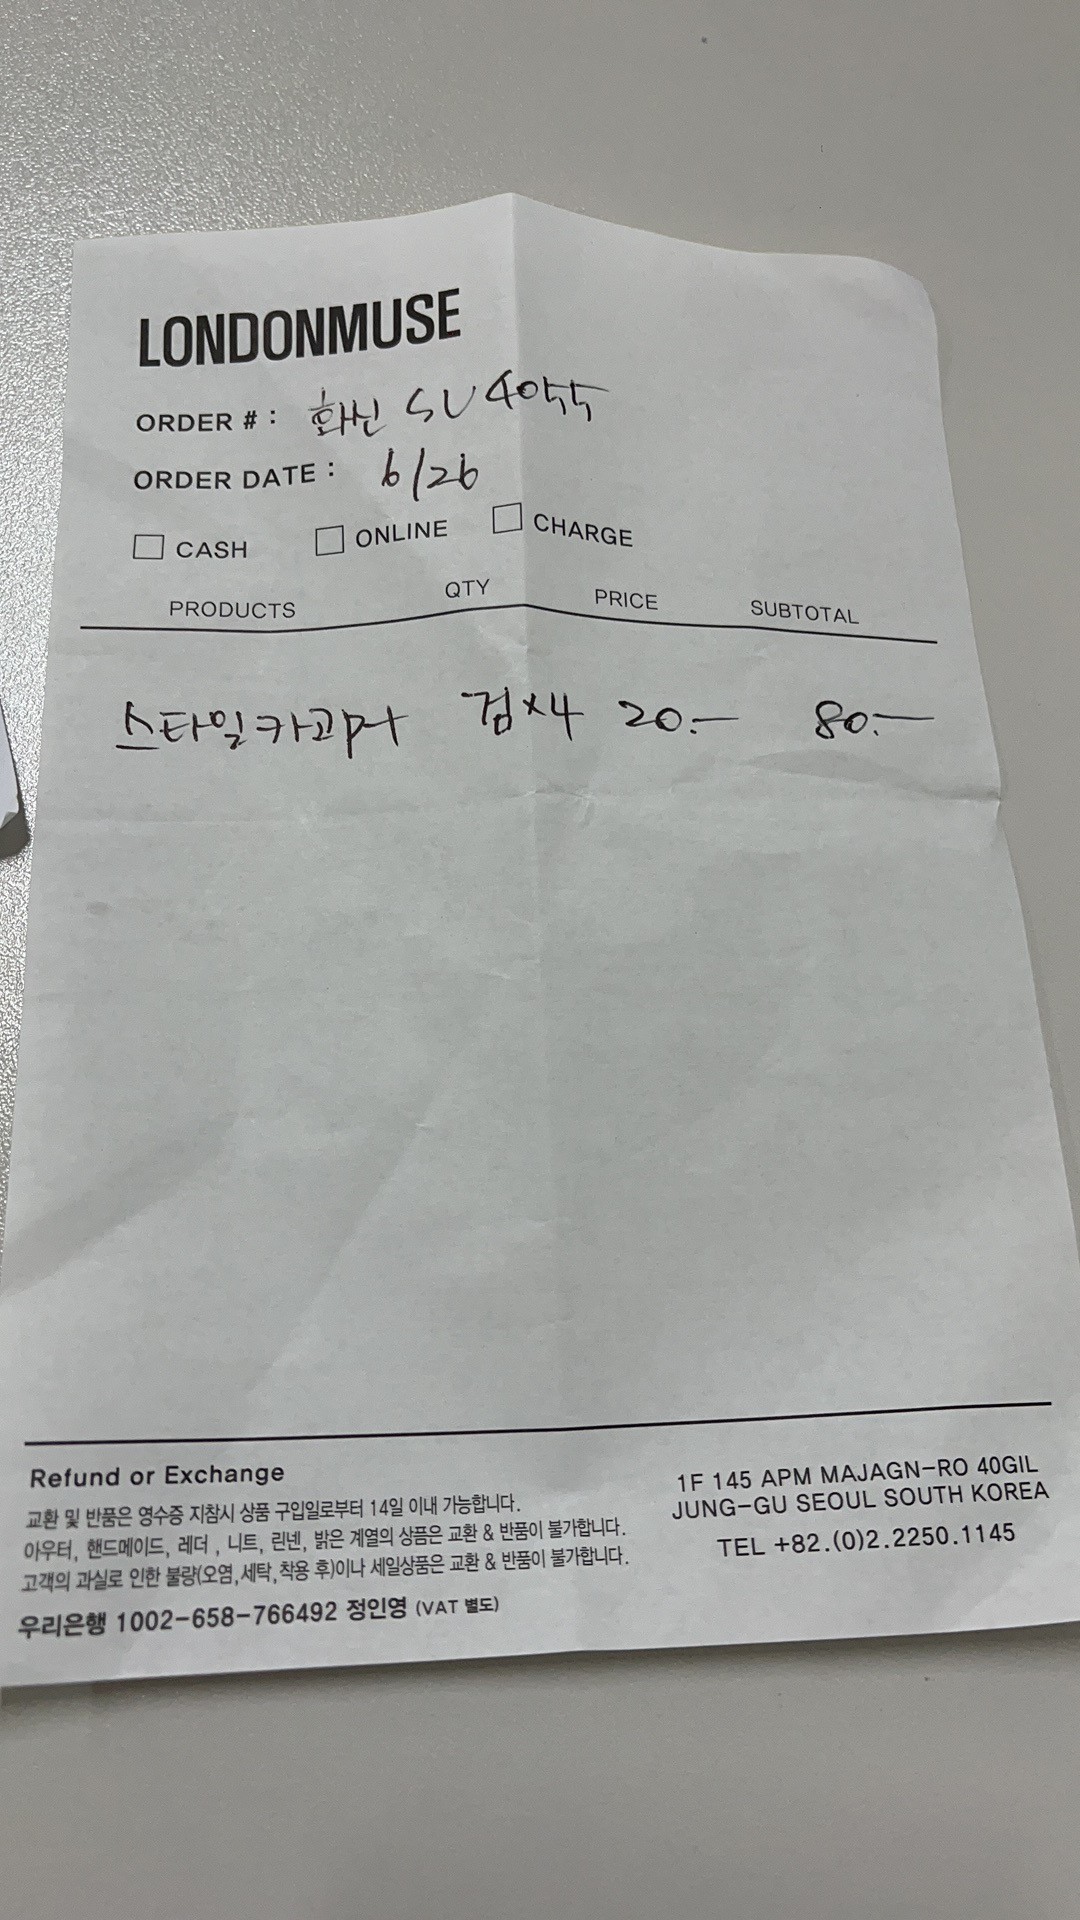 LONDONMUSE
ORDER # : 화신 SU 4055
ORDER DATE : 6/26
CASH ONLINE CHARGE
PRODUCTS QTY PRICE SUBTOTAL
스타일카고pt 검x4 20.— 80.—
Refund or Exchange
교환 및 반품은 영수증 지참시 상품 구입일로부터 14일 이내 가능합니다.
아우터, 핸드메이드, 레더 , 니트, 린넨, 밝은 계열의 상품은 교환 & 반품이 불가합니다.
고객의 과실로 인한 불량(오염,세탁,착용 후)이나 세일상품은 교환 & 반품이 불가합니다.
우리은행 1002-658-766492 정인영 (VAT 별도)
1F 145 APM MAJAGN-RO 40GIL
JUNG-GU SEOUL SOUTH KOREA
TEL +82.(0)2.2250.1145